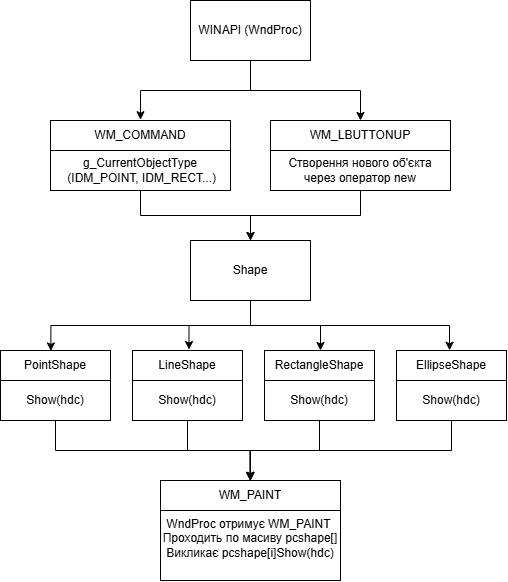 WINAPI (WndProc)
WM_COMMAND
g_CurrentObjectType
(IDM_POINT, IDM_RECT...)
WM_LBUTTONUP
Створення нового об'єкта
через оператор new
Shape
PointShape
Show(hdc)
LineShape
Show(hdc)
RectangleShape
Show(hdc)
EllipseShape
Show(hdc)
WM_PAINT
WndProc отримує WM_PAINT
Проходить по масиву pcshape[]
Викликає pcshape[i]Show(hdc)